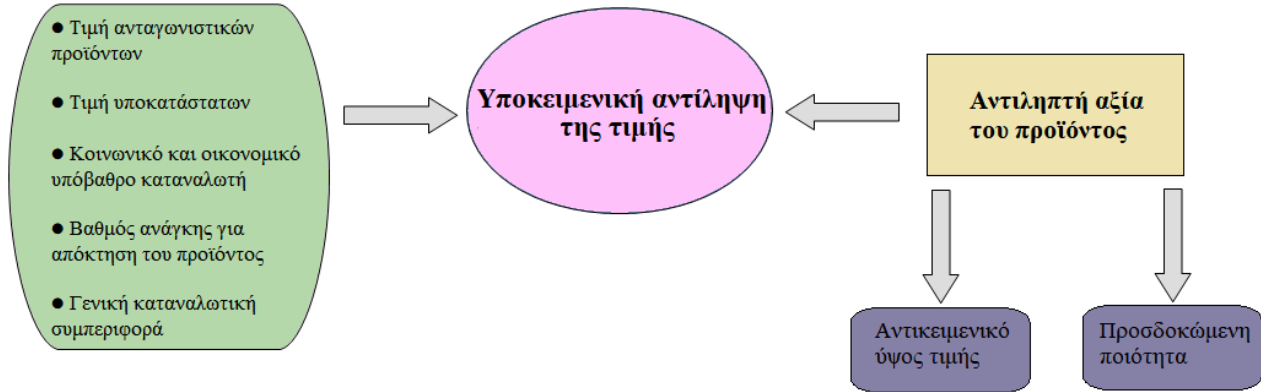 ● Τιμή ανταγωνιστικών
προϊόντων
● Τιμή υποκατάστατων
● Κοινωνικό και οικονομικό
υπόβαθρο καταναλωτή
● Βαθμός ανάγκης για
απόκτηση του προϊόντος
● Γενική καταναλωτική
συμπεριφορά
Υποκειμενική αντίληψη
της τιμής
Αντιληπτή αξία
του προϊόντος
Αντικειμενικό
ύψος τιμής
Προσδοκώμενη
ποιότητα